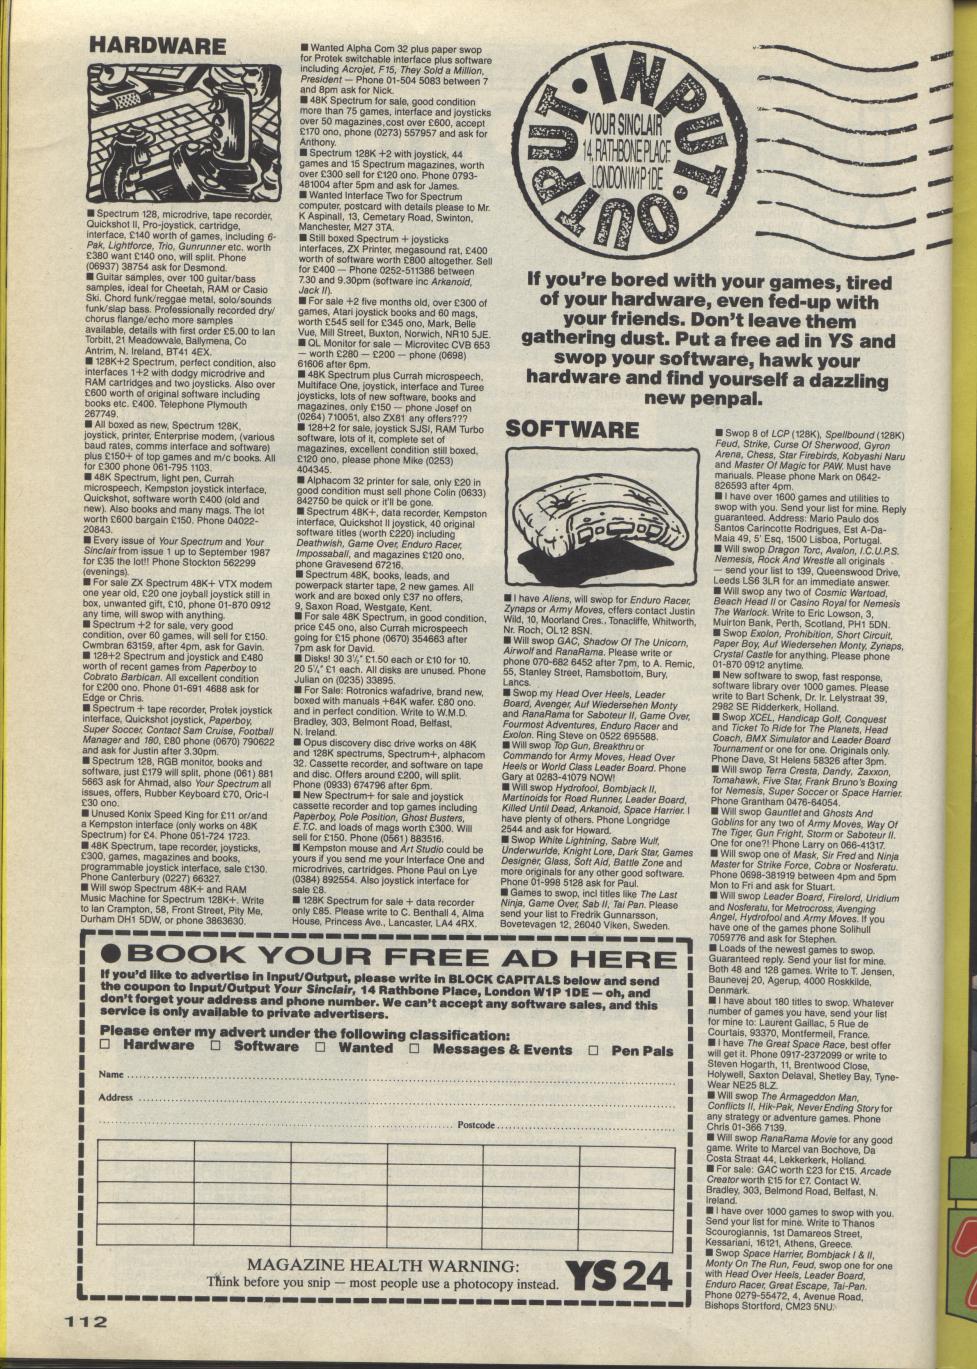 HARDWARE
■ Spectrum 128, microdrive, tape recorder,
Quickshot II, Pro-joystick, cartridge,
interface, £140 worth of games, including 6-
Pak, Lightforce, Trio, Gunrunner etc. worth
£380 want £140 ono, will split. Phone
(06937) 38754 ask for Desmond.
■ Guitar samples, over 100 guitar/bass
samples, ideal for Cheetah, RAM or Casio
Ski. Chord funk/reggae metal, solo/sounds
funk/slap bass. Professionally recorded dry/
chorus flange/echo more samples
available, details with first order £5.00 to Ian
Torbitt, 21 Meadowvale, Ballymena, Co
Antrim, N. Ireland, BT41 4EX.
■ 128K+2 Spectrum, perfect condition, also
interfaces 1+2 with dodgy microdrive and
RAM cartridges and two joysticks. Also over
£600 worth of original software including
books etc. £400. Telephone Plymouth
267749.
■ All boxed as new, Spectrum 128K,
joystick, printer, Enterprise modem, (various
baud rates, comms interface and software)
plus £150+ of top games and m/c books. All
for £300 phone 061-795 1103.
■ 48K Spectrum, light pen, Currah
microspeech, Kempston joystick interface,
Quickshot, software worth £400 (old and
new). Also books and many mags. The lot
worth £600 bargain £150. Phone 04022-
20843.
■ Every issue of Your Spectrum and Your
Sinclair from issue 1 up to September 1987
for £35 the lot!! Phone Stockton 562299
(evenings).
■ For sale ZX Spectrum 48K+ VTX modem
one year old, £20 one joyball joystick still in
box, unwanted gift, £10, phone 01-870 0912
any time, will swop with anything.
■ Spectrum +2 for sale, very good
condition, over 60 games, will sell for £150.
Cwmbran 63159, after 4pm, ask for Gavin.
■ 128+2 Spectrum and joystick and £480
worth of recent games from Paperboy to
Cobrato Barbican. All excellent condition
for £200 ono. Phone 01-691 4688 ask for
Edge or Chris.
■ Spectrum + tape recorder, Protek joystick
interface, Quickshot joystick, Paperboy,
Super Soccer, Contact Sam Cruise, Football
Manager and 180, £80 phone (0670) 790622
and ask for Justin after 3.30pm.
■ Spectrum 128, RGB monitor, books and
software, just £179 will split, phone (061) 881
5663 ask for Ahmad, also Your Spectrum all
issues, offers, Rubber Keyboard £70, Oric-I
£30 ono.
■ Unused Konix Speed King for £11 or/and
a Kempston interface (only works on 48K
Spectrum) for £4. Phone 051-724 1723.
■ 48K Spectrum, tape recorder, joysticks,
£300, games, magazines and books,
programmable joystick interface, sale £130.
Phone Canterbury (0227) 66327.
■ Will swop Spectrum 48K+ and RAM
Music Machine for Spectrum 128K+. Write
to Ian Crampton, 58, Front Street, Pity Me,
Durham DH1 5DW, or phone 3863630.
■ Wanted Alpha Com 32 plus paper swop
for Protek switchable interface plus software
including Acrojet, F15, They Sold a Million,
President — Phone 01-504 5083 between 7
and 8pm ask for Nick.
■ 48K Spectrum for sale, good condition
more than 75 games, interface and joysticks
over 50 magazines,cost over £600, accept
£170 ono, phone (0273) 557957 and ask for
Anthony.
■ Spectrum 128K +2 with joystick, 44
games and 15 Spectrum magazines, worth
over £300 sell for £120 ono. Phone 0793-
481004 after 5pm and ask for James.
■ Wanted Interface Two for Spectrum
computer, postcard with details please to Mr.
K Aspinall, 13, Cemetary Road, Swinton,
Manchester, M27 3TA.
■ Still boxed Spectrum + joysticks
interfaces, ZX Printer, megasound rat, £400
worth of software worth £800 altogether. Sell
for £400 — Phone 0252-511386 between
7.30 and 9.30pm (software inc Arkanoid,
Jack II).
■ For sale +2 five months old, over £300 of
games, Atari joystick books and 60 mags,
worth £545 sell for £345 ono, Mark, Belle
Vue, Mill Street, Buxton, Norwich, NR10 5JE.
■ QL Monitor for sale — Microvitec CVB 653
— worth £280 — £200 — phone (0698)
61606 after 6pm.
■ 48K Spectrum plus Currah microspeech,
Multiface One, joystick, interface and Turee
joysticks, lots of new software, books and
magazines, only £150 — phone Josef on
(0264) 710051, also ZX81 any offers???
■ 128+2 for sale, joystick SJSI, RAM Turbo
software, lots of it, complete set of
magazines, excellent condition still boxed,
£120 ono, please phone Mike (0253)
404345.
■ Alphacom 32 printer for sale, only £20 in
good condition must sell phone Colin (0633)
842750 be quick or it'll be gone.
■ Spectrum 48K+, data recorder, Kempston
interface, Quickshot II joystick, 40 original
software titles (worth £220) including
Deathwish, Game Over, Enduro Racer,
Impossaball, and magazines £120 ono,
phone Gravesend 67216.
■ Spectrum 48K, books, leads, and
powerpack starter tape, 2 new games. All
work and are boxed only £37 no offers,
9, Saxon Road, Westgate, Kent.
■ For sale 48K Spectrum, in good condition,
price £45 ono, also Currah microspeech
going for £15 phone (0670) 354663 after
7pm ask for David.
■ Disks! 30 3½" £1.50 each or £10 for 10.
20 5¼" £1 each. All disks are unused. Phone
Julian on (0235) 33895.
■ For Sale: Rotronics wafadrive, brand new,
boxed with manuals +64K wafer. £80 ono.
and in perfect condition. Write to W.M.D.
Bradley, 303, Belmont Road, Belfast,
N. Ireland.
■ Opus discovery disc drive works on 48K
and 128K spectrums, Spectrum+, alphacom
32. Cassette recorder, and software on tape
and disc. Offers around £200, will split.
Phone (0933) 674796 after 6pm.
■ New Spectrum+ for sale and joystick
cassette recorder and top games including
Paperboy, Pole Position, Ghost Busters,
E.T.C. and loads of mags worth £300. Will
sell for £150. Phone (0561) 883516.
■ Kempston mouse and Art Studio could be
yours if you send me your Interface One and
microdrives, cartridges. Phone Paul on Lye
(0384) 892554. Also joystick interface for
sale £8.
■ 128K Spectrum for sale + data recorder
only £85. Please write to C. Benthall 4, Alma
House, Princess Ave., Lancaster, LA4 4RX.
INPUT·OUTPUT
YOUR SINCLAIR
14, RATHBONE PLACE
LONDON W1P 1DE
If you're bored with your games, tired
of your hardware, even fed-up with
your friends. Don't leave them
gathering dust. Put a free ad in YS and
swop your software, hawk your
hardware and find yourself a dazzling
new penpal.
SOFTWARE
■ I have Aliens, will swop for Enduro Racer,
Zynaps or Army Moves, offers contact Justin
Wild, 10, Moorland Cres., Tonacliffe, Whitworth,
Nr. Roch, OL12 8SN.
■ Will swop GAC, Shadow Of The Unicorn,
Airwolf and RanaRama. Please write or
phone 070-682 6452 after 7pm, to A. Remic,
55, Stanley Street, Ramsbottom, Bury,
Lancs.
■ Swop my Head Over Heels, Leader
Board, Avenger, Auf Wiedersehen Monty
and RanaRama for Saboteur II, Game Over,
Fourmost Adventures, Enduro Racer and
Exolon. Ring Steve on 0522 695588.
■ Will swop Top Gun, Breakthru or
Commando for Army Moves, Head Over
Heels or World Class Leader Board. Phone
Gary at 0283-41079 NOW!
■ Will swop Hydrofool, Bombjack II,
Martinoids for Road Runner, Leader Board,
Killed Until Dead, Arkanoid, Space Harrier. I
have plenty of others. Phone Longridge
2544 and ask for Howard.
■ Swop White Lightning, Sabre Wulf,
Underwurlde, Knight Lore, Dark Star, Games
Designer, Glass, Soft Aid, Battle Zone and
more originals for any other good software.
Phone 01-998 5128 ask for Paul.
■ Games to swop, incl titles like The Last
Ninja, Game Over, Sab II, Tai Pan. Please
send your list to Fredrik Gunnarsson,
Bovetevagen 12, 26040 Viken, Sweden.
■ Swop 8 of LCP (128K), Spellbound (128K)
Feud, Strike, Curse Of Sherwood, Gyron
Arena, Chess, Star Firebirds, Kobyashi Naru
and Master Of Magic for PAW. Must have
manuals. Please phone Mark on 0642-
826593 after 4pm.
■ I have over 1600 games and utilities to
swop with you. Send your list for mine. Reply
guaranteed. Address: Mario Paulo dos
Santos Caricotte Rodrigues, Est A-Da-
Maia 49, 5' Esq, 1500 Lisboa, Portugal.
■ Will swop Dragon Torc, Avalon, I.C.U.P.S.
Nemesis, Rock And Wrestle all originals
— send your list to 139, Queenswood Drive,
Leeds LS6 3LR for an immediate answer.
■ Will swop any two of Cosmic Wartoad,
Beach Head II or Casino Royal for Nemesis
The Warlock. Write to Eric Lowson, 3,
Muirton Bank, Perth, Scotland, PH1 5DN.
■ Swop Exolon, Prohibition, Short Circuit,
Paper Boy, Auf Wiedersehen Monty, Zynaps,
Crystal Castle for anything. Please phone
01-870 0912 anytime.
■ New software to swap, fast response,
software library over 1000 games. Please
write to Bart Schenk, Dr. Ir. Lelystraat 39,
2982 SE Ridderkerk, Holland.
■ Swop XCEL, Handicap Golf, Conquest
and Ticket To Ride for The Planets, Head
Coach, BMX Simulator and Leader Board
Tournament or one for one. Originals only.
Phone Dave, St Helens 58326 after 3pm.
■ Will swop Terra Cresta, Dandy, Zaxxon,
Tomahawk, Five Star, Frank Bruno's Boxing
for Nemesis, Super Soccer or Space Harrier.
Phone Grantham 0476-64054.
■ Will swop Gauntlet and Ghosts And
Goblins for any two of Army Moves, Way Of
The Tiger, Gun Fright, Storm or Saboteur II.
One for one?! Phone Larry on 066-41317.
■ Will swop one of Mask, Sir Fred and Ninja
Master for Strike Force, Cobra or Nosferatu.
Phone 0698-381919 between 4pm and 5pm
Mon to Fri and ask for Stuart.
■ Will swop Leader Board, Firelord, Uridium
and Nosferatu, for Metrocross, Avenging
Angel, Hydrofool and Army Moves. If you
have one of the games phone Solihull
7059776 and ask for Stephen.
■ Loads of the newest games to swop.
Guaranteed reply. Send your list for mine.
Both 48 and 128 games. Write to T. Jensen,
Baunevej 20, Agerup, 4000 Roskkilde,
Denmark.
■ I have about 180 titles to swop. Whatever
number of games you have, send your list
for mine to: Laurent Gaillac, 5 Rue de
Courtais, 93370, Montfermeil, France.
■ I have The Great Space Race, best offer
will get it. Phone 0917-2372099 or write to
Steven Hogarth, 11, Brentwood Close,
Holywell, Saxton Delaval, Shetley Bay, Tyne-
Wear NE25 8LZ.
■ Will swop The Armageddon Man,
Conflicts II, Hik-Pak, NeverEnding Story for
any strategy or adventure games. Phone
Chris 01-366 7139.
■ Will swop RanaRama Movie for any good
game. Write to Marcel van Bochove, Da
Costa Straat 44, Lekkerkerk, Holland.
■ For sale: GAC worth £23 for £15. Arcade
Creator worth £15 for £7. Contact W.
Bradley, 303, Belmond Road, Belfast, N.
Ireland.
■ I have over 1000 games to swop with you.
Send your list for mine. Write to Thanos
Scourogiannis, 1st Damareos Street,
Kessariani, 16121, Athens, Greece.
■ Swop Space Harrier, Bombjack I & II,
Monty On The Run, Feud, swop one for one
with Head Over Heels, Leader Board,
Enduro Racer, Great Escape, Tai-Pan.
Phone 0279-55472, 4, Avenue Road,
Bishops Stortford, CM23 5NU.
● BOOK YOUR FREE AD HERE
If you'd like to advertise in Input/Output, please write in BLOCK CAPITALS below and send
the coupon to Input/Output Your Sinclair, 14 Rathbone Place, London W1P 1DE — oh, and
don't forget your address and phone number. We can't accept any software sales, and this
service is only available to private advertisers.
Please enter my advert under the following classification:
□ Hardware □ Software □ Wanted □ Messages & Events □ Pen Pals
Name
Address
Postcode
MAGAZINE HEALTH WARNING:
Think before you snip — most people use a photocopy instead.
YS 24
112